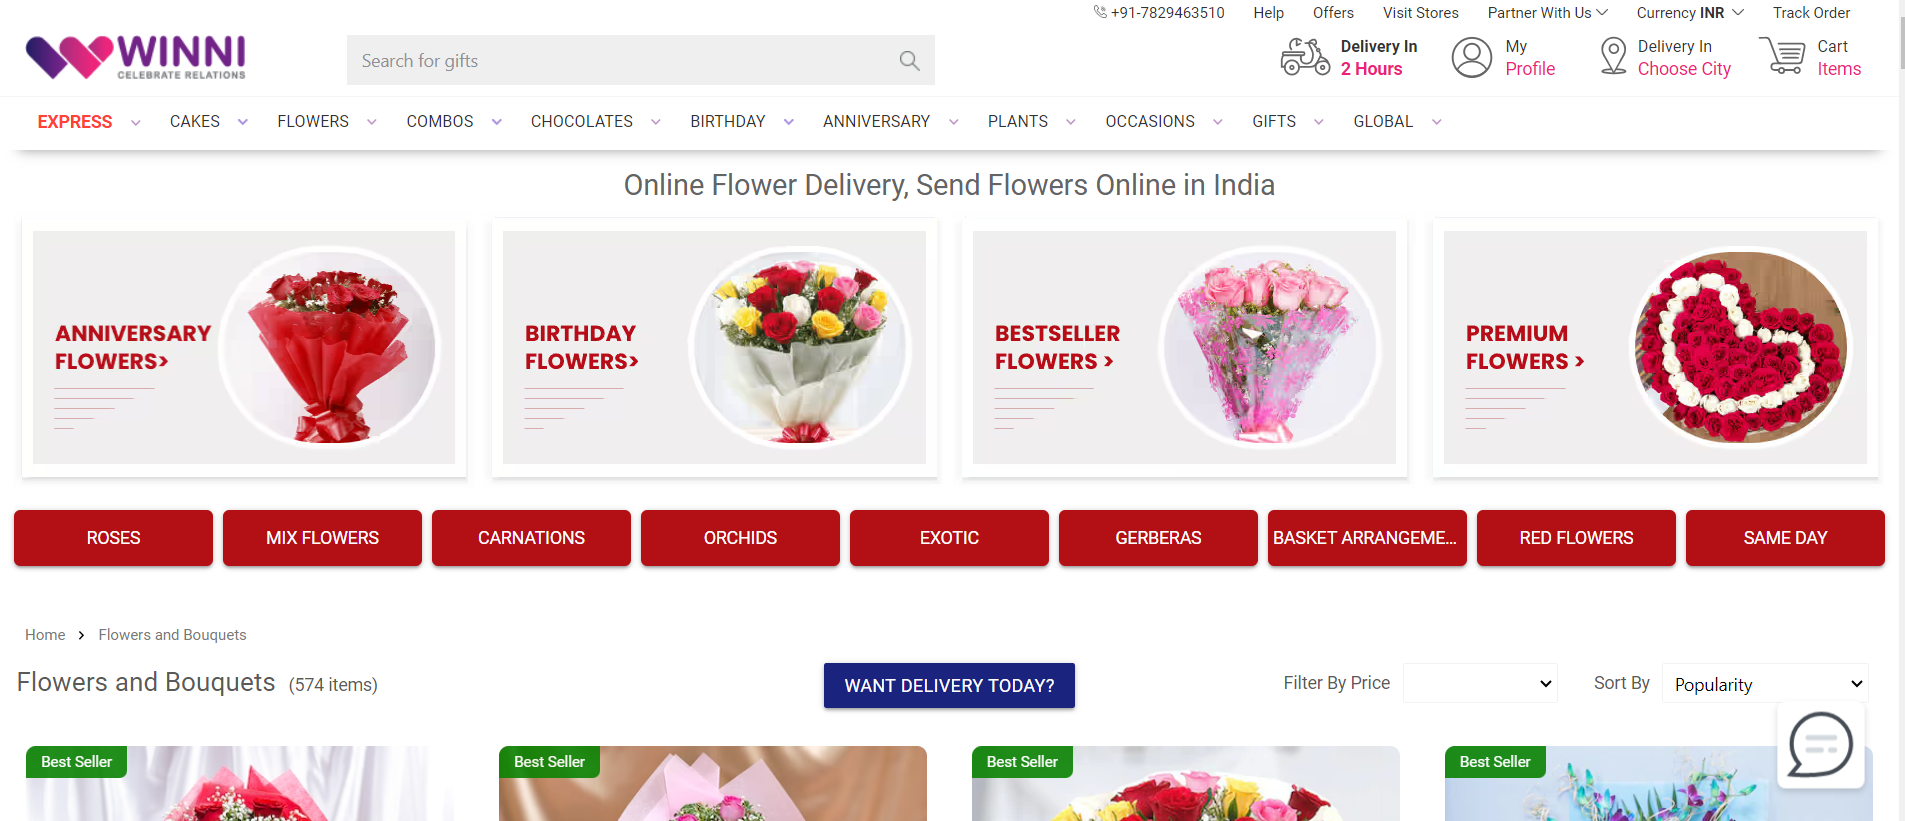 +91-7829463510 Help Offers Visit Stores Partner With Us Currency INR Track Order
WINNI
CELEBRATE RELATIONS
Search for gifts
Delivery In
2 Hours
My
Profile
Delivery In
Choose City
Cart
Items
EXPRESS CAKES FLOWERS COMBOS CHOCOLATES BIRTHDAY ANNIVERSARY PLANTS OCCASIONS GIFTS GLOBAL
Online Flower Delivery, Send Flowers Online in India
ANNIVERSARY
FLOWERS>
BIRTHDAY
FLOWERS>
BESTSELLER
FLOWERS >
PREMIUM
FLOWERS >
ROSES MIX FLOWERS CARNATIONS ORCHIDS EXOTIC GERBERAS BASKET ARRANGEME... RED FLOWERS SAME DAY
Home > Flowers and Bouquets
Flowers and Bouquets (574 items)
WANT DELIVERY TODAY?
Filter By Price
Sort By Popularity
Best Seller
Best Seller
Best Seller
Best Seller